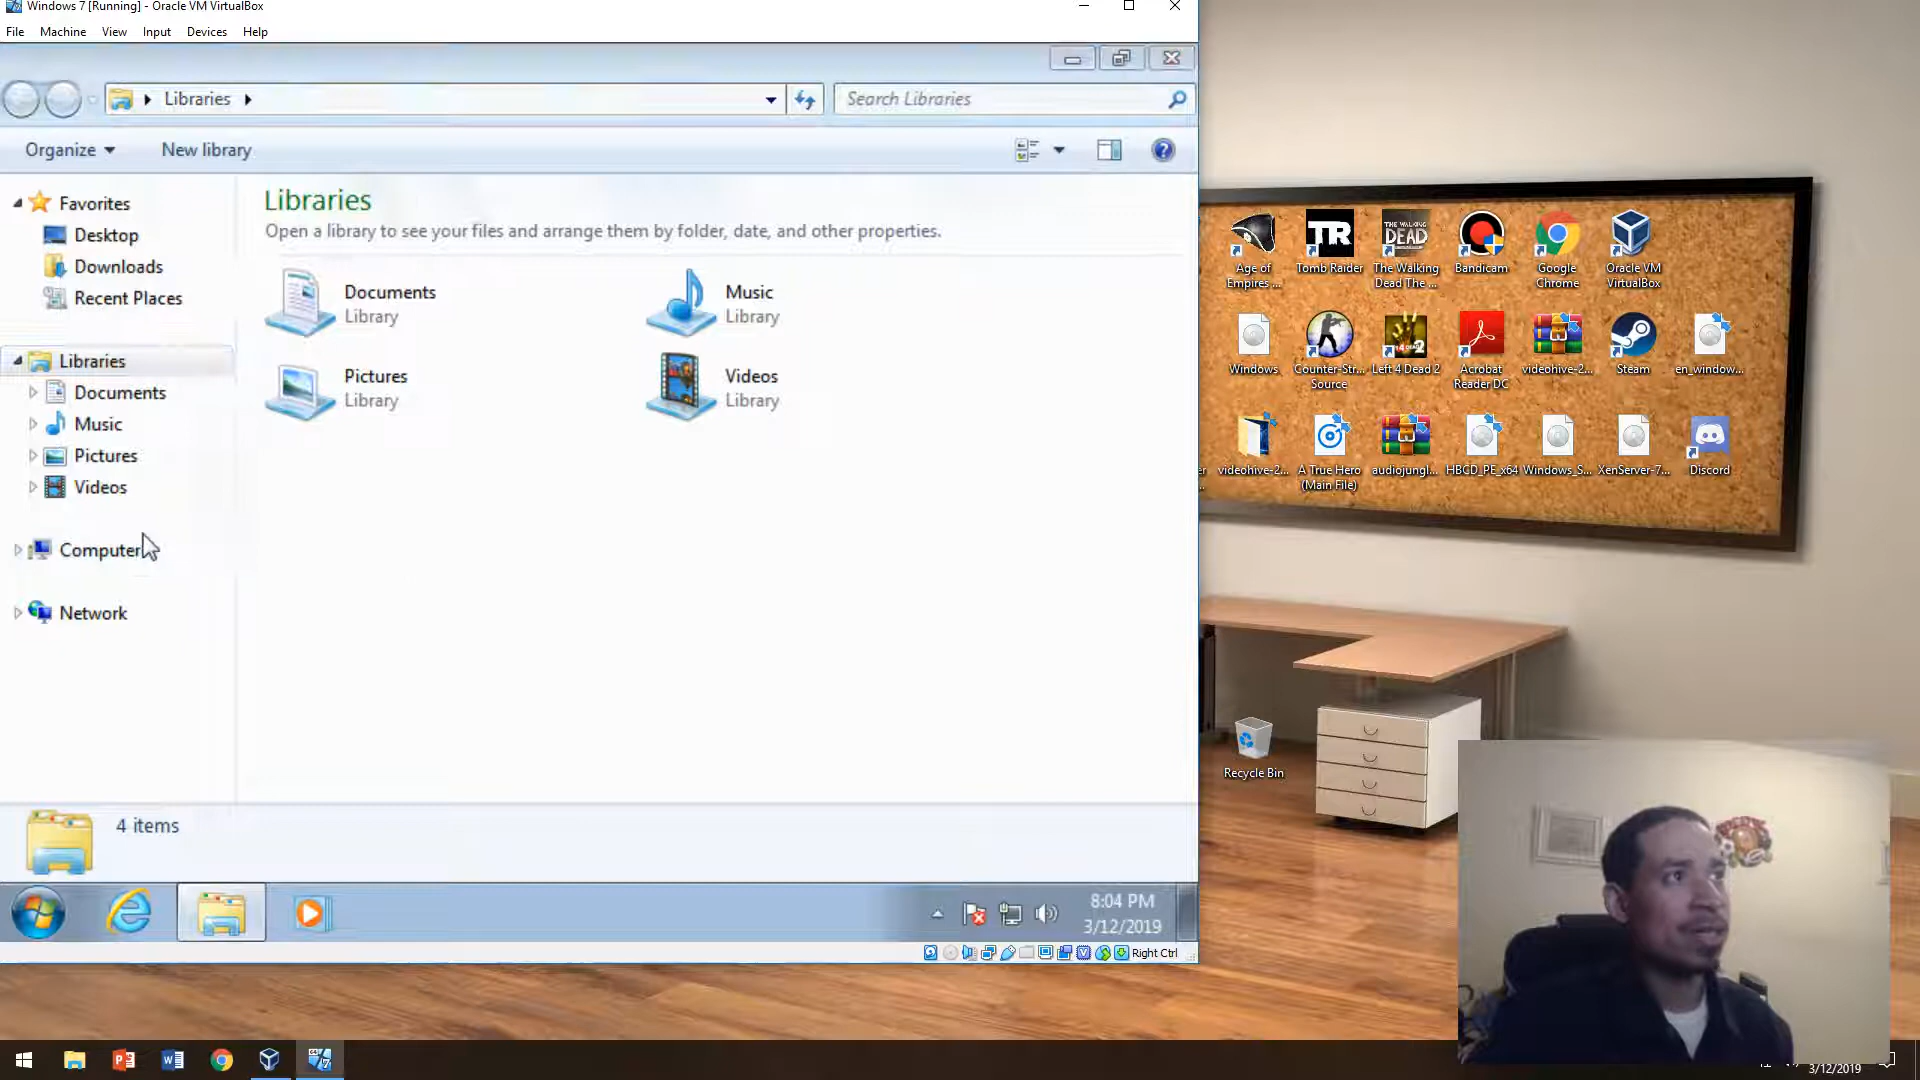 Windows 7 [Running] - Oracle VM VirtualBox
File Machine View Input Devices Help
Libraries
Search Libraries
Organize
New library
Favorites
Desktop
Downloads
Recent Places
Libraries
Documents
Music
Pictures
Videos
Computer
Network
Libraries
Open a library to see your files and arrange them by folder, date, and other properties.
Documents
Library
Music
Library
Pictures
Library
Videos
Library
4 items
8:04 PM
3/12/2019
Right Ctrl
Age of
Empires ...
TR
Tomb Raider
THE WALKING
DEAD
The Walking
Dead The ...
Bandicam
Google
Chrome
Oracle VM
VirtualBox
Windows
Counter-Str...
Source
Left 4 Dead 2
Acrobat
Reader DC
videohive-2...
Steam
en_window...
videohive-2...
A True Hero
(Main File)
audiojungl...
HBCD_PE_x64
Windows_S...
XenServer-7...
Discord
Recycle Bin
3/12/2019